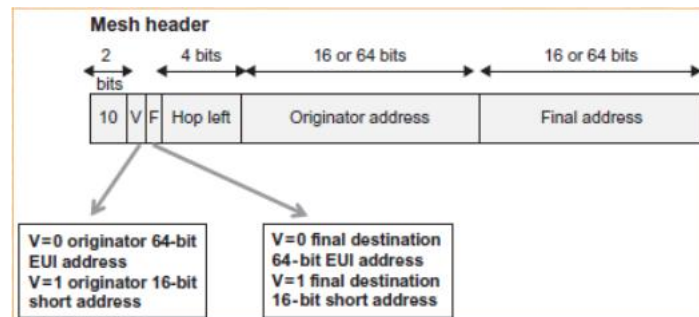 Mesh header
2
bits
4 bits
16 or 64 bits
16 or 64 bits
10 V F Hop left Originator address Final address
V=0 originator 64-bit
EUI address
V=1 originator 16-bit
short address
V=0 final destination
64-bit EUI address
V=1 final destination
16-bit short address